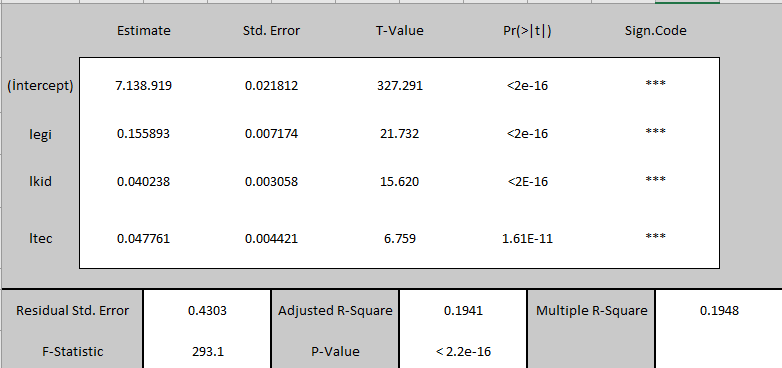 Estimate Std. Error T-Value Pr(>|t|) Sign.Code
(İntercept) 7.138.919 0.021812 327.291 <2e-16 ***
legi 0.155893 0.007174 21.732 <2e-16 ***
lkid 0.040238 0.003058 15.620 <2E-16 ***
ltec 0.047761 0.004421 6.759 1.61E-11 ***
Residual Std. Error 0.4303 Adjusted R-Square 0.1941 Multiple R-Square 0.1948
F-Statistic 293.1 P-Value < 2.2e-16